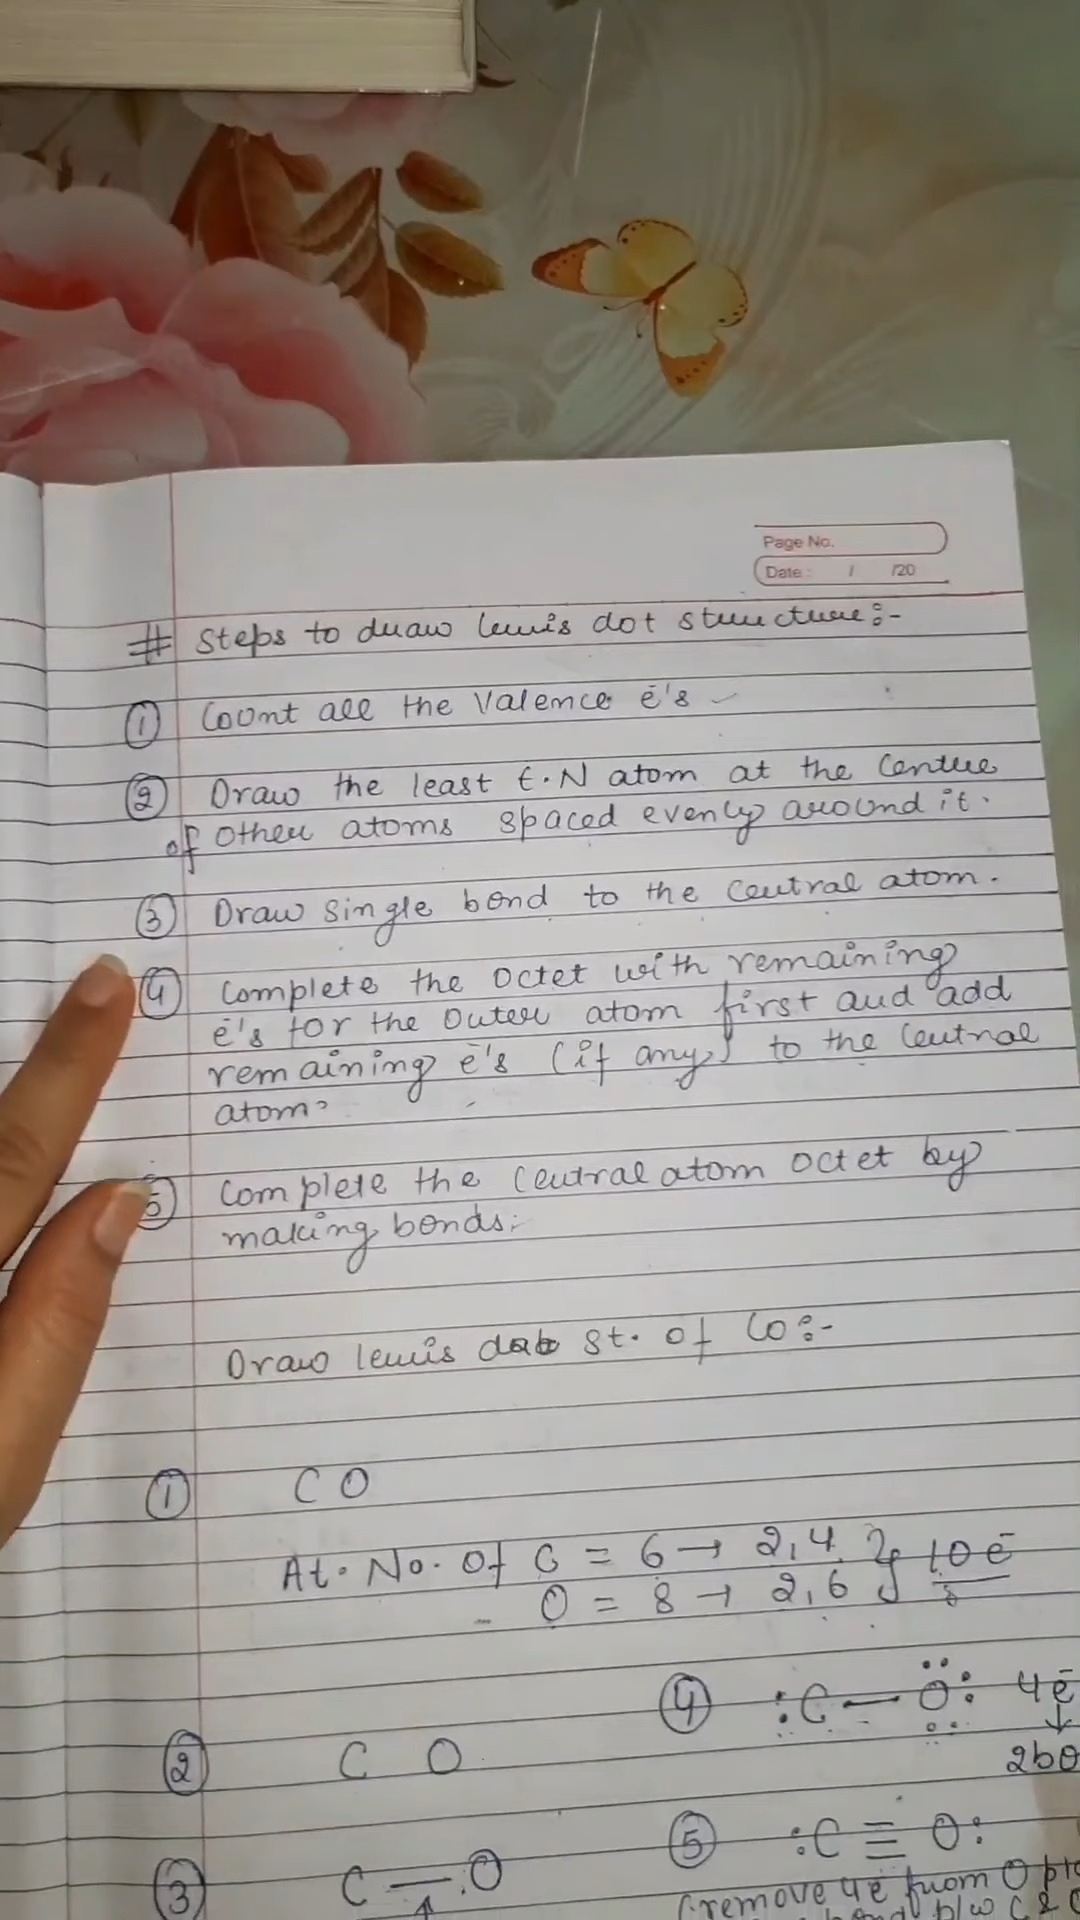 Page No.
Date : / /20
# Steps to draw lewis dot structure:-
① Count all the Valence e⁻'s
② Draw the least E.N atom at the centre
of other atoms spaced evenly around it.
③ Draw single bond to the central atom.
④ Complete the octet with remaining
e⁻'s for the outer atom first and add
remaining e⁻'s (if any) to the central
atom.
⑤ Complete the central atom octet by
making bonds.
Draw lewis dot st. of CO:-
① CO
At. No. of C = 6 → 2,4 } 10 e⁻
O = 8 → 2,6
④ :C — Ö: 4e⁻
↓
② C O
⑤ :C ≡ O:
③ C — O
(remove 4e⁻ from O
b/w C &